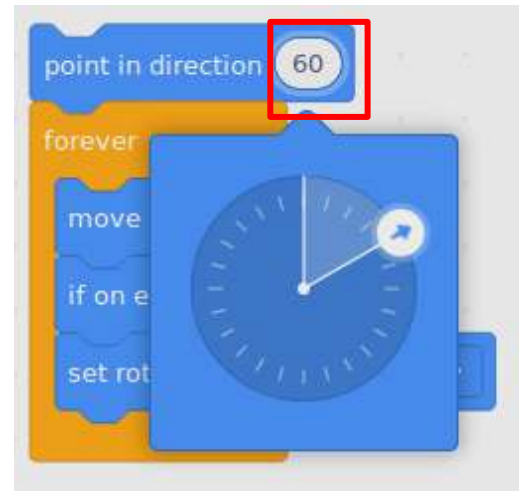 point in direction 60
forever
move
if on e
set rot